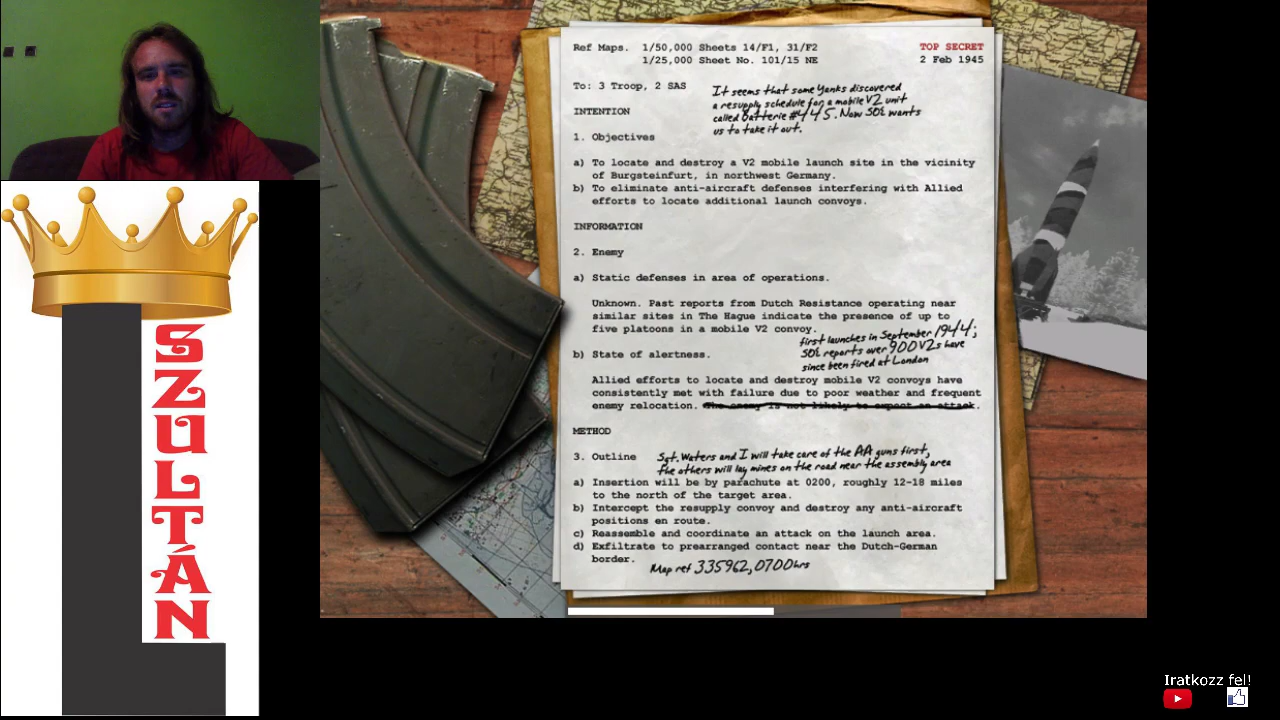 Ref Maps. 1/50,000 Sheets 14/F1, 31/F2
1/25,000 Sheet No. 101/15 NE
TOP SECRET
2 Feb 1945
To: 3 Troop, 2 SAS
It seems that some Yanks discovered
a resupply schedule for a mobile V2 unit
called Batterie #445. Now SOE wants
us to take it out.
INTENTION
1. Objectives
a) To locate and destroy a V2 mobile launch site in the vicinity
of Burgsteinfurt, in northwest Germany.
b) To eliminate anti-aircraft defenses interfering with Allied
efforts to locate additional launch convoys.
INFORMATION
2. Enemy
a) Static defenses in area of operations.
Unknown. Past reports from Dutch Resistance operating near
similar sites in The Hague indicate the presence of up to
five platoons in a mobile V2 convoy.
first launches in September 1944;
SOE reports over 900 V2s have
since been fired at London
b) State of alertness.
Allied efforts to locate and destroy mobile V2 convoys have
consistently met with failure due to poor weather and frequent
enemy relocation. The enemy is not likely to expect an attack.
METHOD
3. Outline
Sgt. Waters and I will take care of the AA guns first,
the others will lay mines on the road near the assembly area
a) Insertion will be by parachute at 0200, roughly 12-18 miles
to the north of the target area.
b) Intercept the resupply convoy and destroy any anti-aircraft
positions en route.
c) Reassemble and coordinate an attack on the launch area.
d) Exfiltrate to prearranged contact near the Dutch-German
border.
Map ref 335962, 0700hrs
L
SZULTÁN
Iratkozz fel!